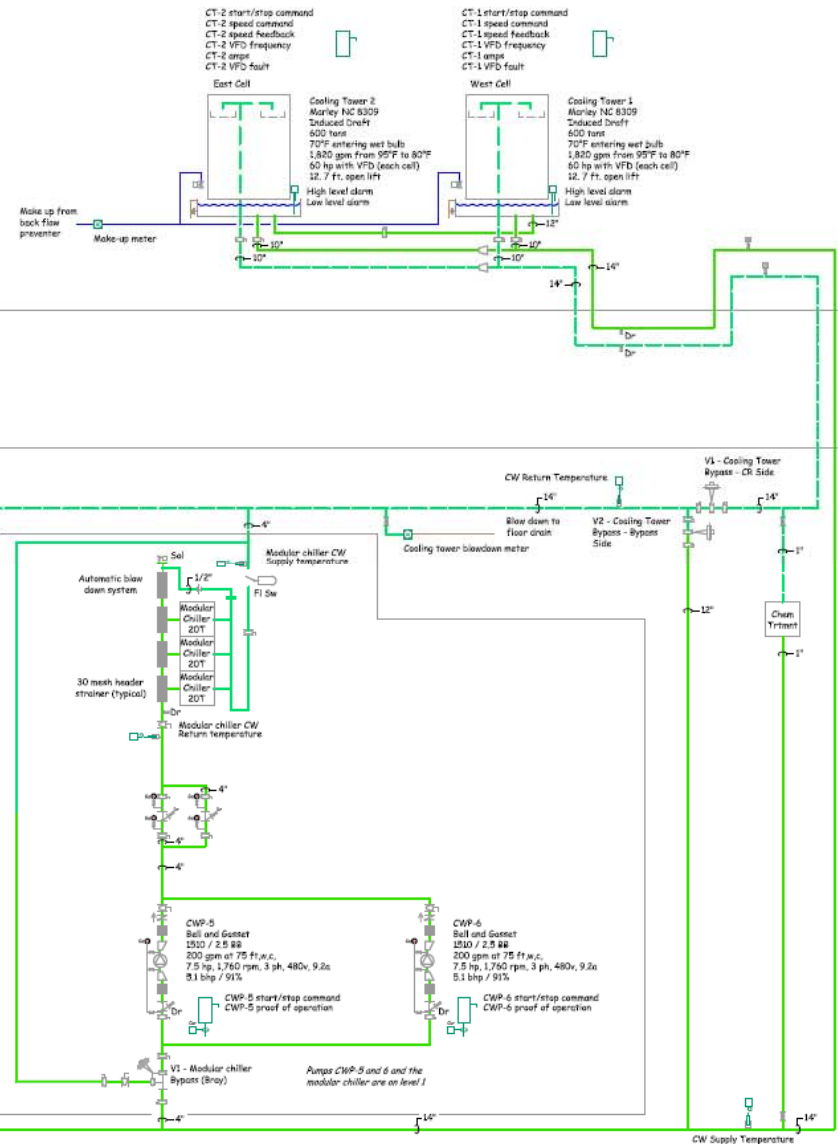 CT-2 start/stop command
CT-2 speed command
CT-2 speed feedback
CT-2 VFD frequency
CT-2 amps
CT-2 VFD fault
CT-1 start/stop command
CT-1 speed command
CT-1 speed feedback
CT-1 VFD frequency
CT-1 amps
CT-1 VFD fault
East Cell
Cooling Tower 2
Marley NC 8309
Induced Draft
600 tons
70°F entering wet bulb
1,820 gpm from 95°F to 80°F
60 hp with VFD (each cell)
12.7 ft. open lift
High level alarm
Low level alarm
West Cell
Cooling Tower 1
Marley NC 8309
Induced Draft
600 tons
70°F entering wet bulb
1,820 gpm from 95°F to 80°F
60 hp with VFD (each cell)
12.7 ft. open lift
High level alarm
Low level alarm
Make up from
back flow
preventer
Make-up meter
12"
10"
10"
10"
10"
14"
14"
Dr
Dr
CW Return Temperature
V1 - Cooling Tower
Bypass - CR Side
14"
14"
4"
Blow down to
floor drain
V2 - Cooling Tower
Bypass - Bypass
Side
Cooling tower blowdown meter
Sol
Modular chiller CW
Supply temperature
1"
Automatic blow
down system
1/2"
Fl Sw
Modular
Chiller
20T
Modular
Chiller
20T
Modular
Chiller
20T
12"
Chem
Trtmnt
1"
30 mesh header
strainer (typical)
Dr
Modular chiller CW
Return temperature
4"
4"
4"
CWP-5
Bell and Gosset
1510 / 2.5 BB
200 gpm at 75 ft.w.c.
7.5 hp, 1,760 rpm, 3 ph, 480v, 9.2a
5.1 bhp / 91%
CWP-6
Bell and Gosset
1510 / 2.5 BB
200 gpm at 75 ft.w.c.
7.5 hp, 1,760 rpm, 3 ph, 480v, 9.2a
5.1 bhp / 91%
Dr
CWP-5 start/stop command
CWP-5 proof of operation
Dr
CWP-6 start/stop command
CWP-6 proof of operation
V1 - Modular chiller
Bypass (Bray)
Pumps CWP-5 and 6 and the
modular chiller are on level 1
4"
14"
14"
CW Supply Temperature